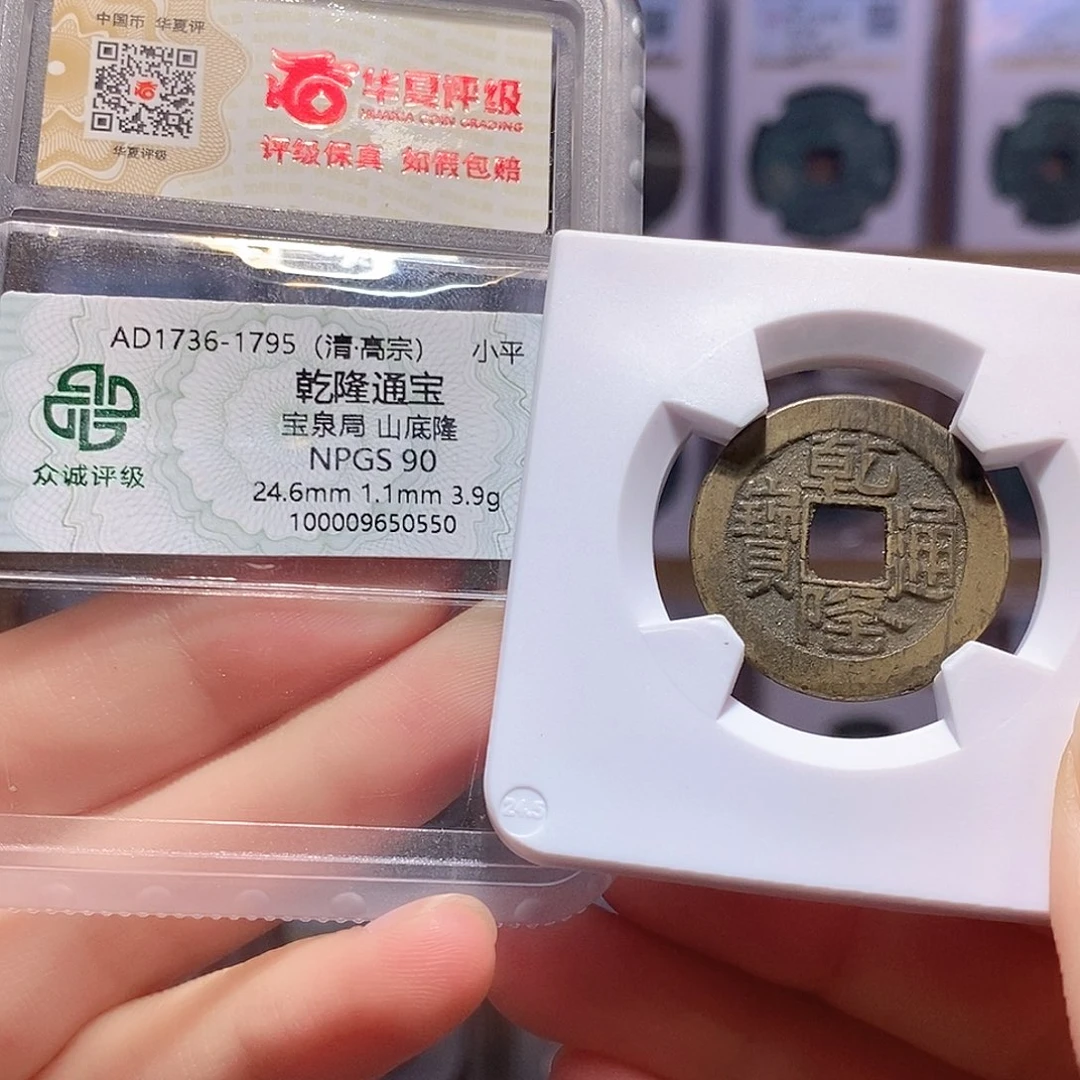 中国币 华夏评
华夏评级
华夏评级
HUAXIA COIN GRADING
评级保真 如假包赔
AD1736-1795（清·高宗） 小平
乾隆通宝
宝泉局 山底隆
NPGS 90
24.6mm 1.1mm 3.9g
100009650550
众诚评级
乾隆通寶
24.5